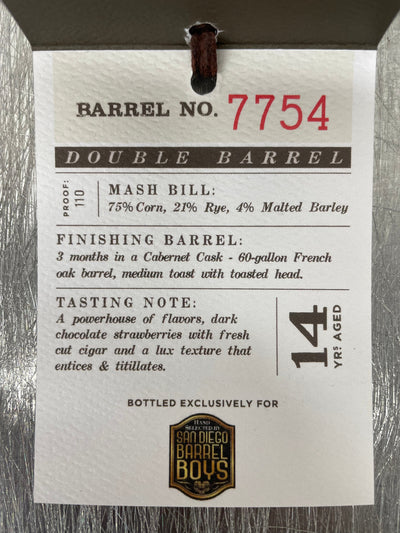 BARREL NO. 7754
DOUBLE BARREL
PROOF: 110
MASH BILL:
75% Corn, 21% Rye, 4% Malted Barley
FINISHING BARREL:
3 months in a Cabernet Cask - 60-gallon French
oak barrel, medium toast with toasted head.
TASTING NOTE:
A powerhouse of flavors, dark
chocolate strawberries with fresh
cut cigar and a lux texture that
entices & titillates.
14
YRS AGED
BOTTLED EXCLUSIVELY FOR
HAND
SELECTED BY
SAN DIEGO
BARREL
BOYS